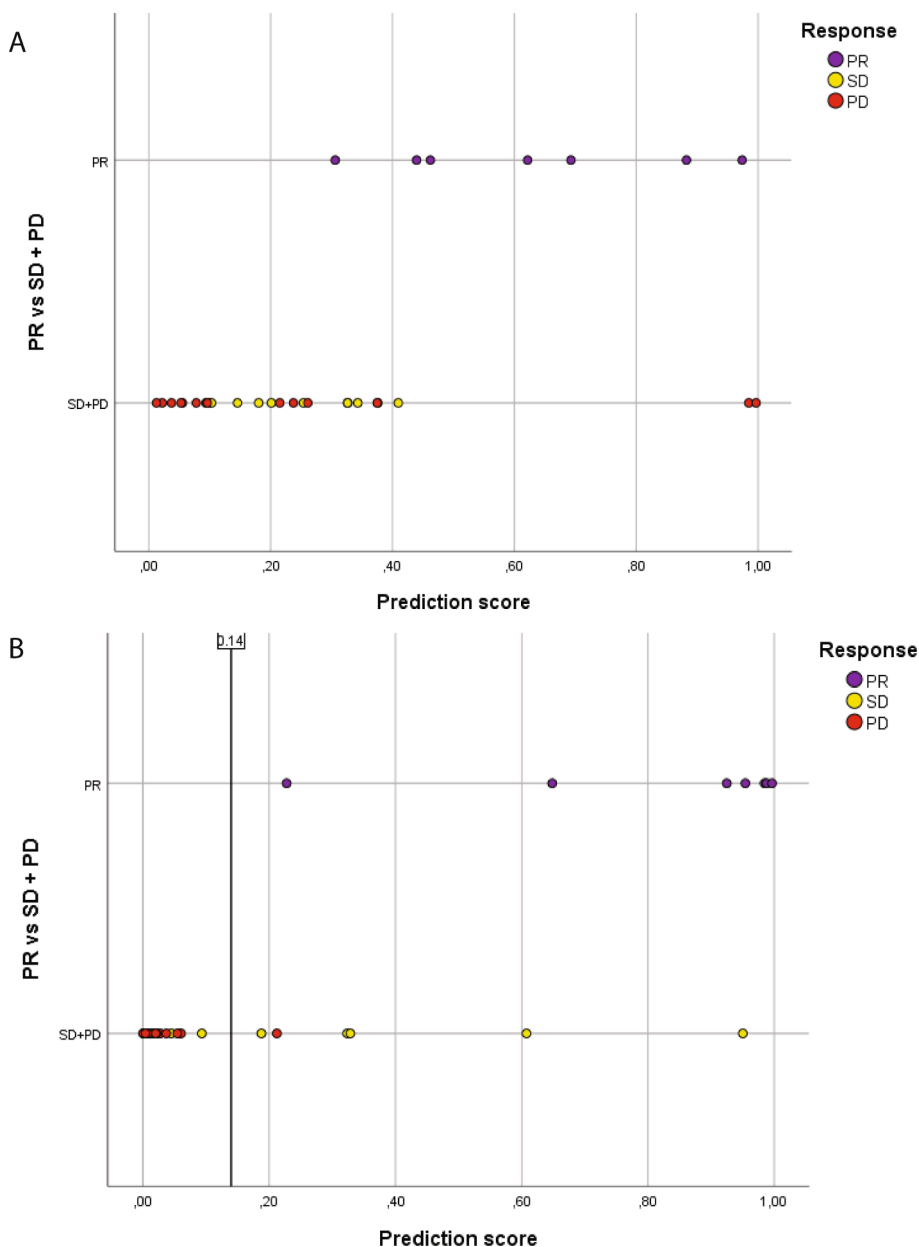 A
Response
PR
SD
PD
PR
PR vs SD + PD
SD+PD
,00 ,20 ,40 ,60 ,80 1,00
Prediction score
B
0.14
Response
PR
SD
PD
PR
PR vs SD + PD
SD+PD
,00 ,20 ,40 ,60 ,80 1,00
Prediction score